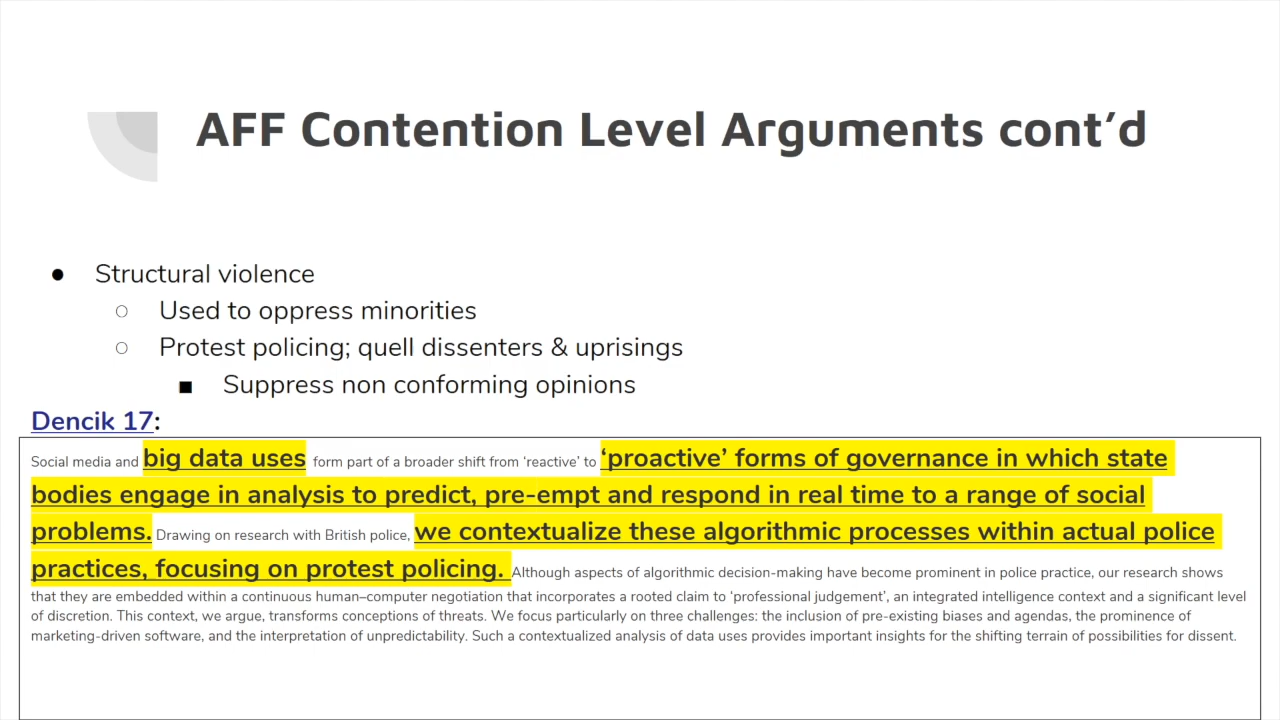 AFF Contention Level Arguments cont’d
● Structural violence
○ Used to oppress minorities
○ Protest policing; quell dissenters & uprisings
■ Suppress non conforming opinions
Dencik 17:
Social media and big data uses form part of a broader shift from ‘reactive’ to ‘proactive’ forms of governance in which state
bodies engage in analysis to predict, pre-empt and respond in real time to a range of social
problems. Drawing on research with British police, we contextualize these algorithmic processes within actual police
practices, focusing on protest policing. Although aspects of algorithmic decision-making have become prominent in police practice, our research shows
that they are embedded within a continuous human–computer negotiation that incorporates a rooted claim to ‘professional judgement’, an integrated intelligence context and a significant level
of discretion. This context, we argue, transforms conceptions of threats. We focus particularly on three challenges: the inclusion of pre-existing biases and agendas, the prominence of
marketing-driven software, and the interpretation of unpredictability. Such a contextualized analysis of data uses provides important insights for the shifting terrain of possibilities for dissent.